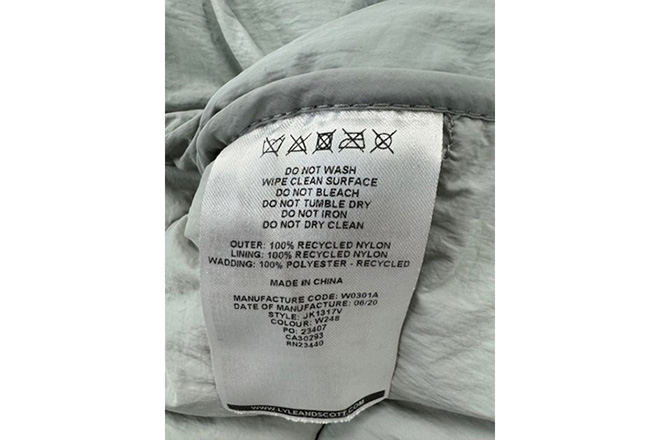 DO NOT WASH
WIPE CLEAN SURFACE
DO NOT BLEACH
DO NOT TUMBLE DRY
DO NOT IRON
DO NOT DRY CLEAN
OUTER: 100% RECYCLED NYLON
LINING: 100% RECYCLED NYLON
WADDING: 100% POLYESTER - RECYCLED
MADE IN CHINA
MANUFACTURE CODE: W0301A
DATE OF MANUFACTURE: 06/20
STYLE: JK1317V
COLOUR: W248
PO: 23407
CA30293
RN23440
WWW.LYLEANDSCOTT.COM